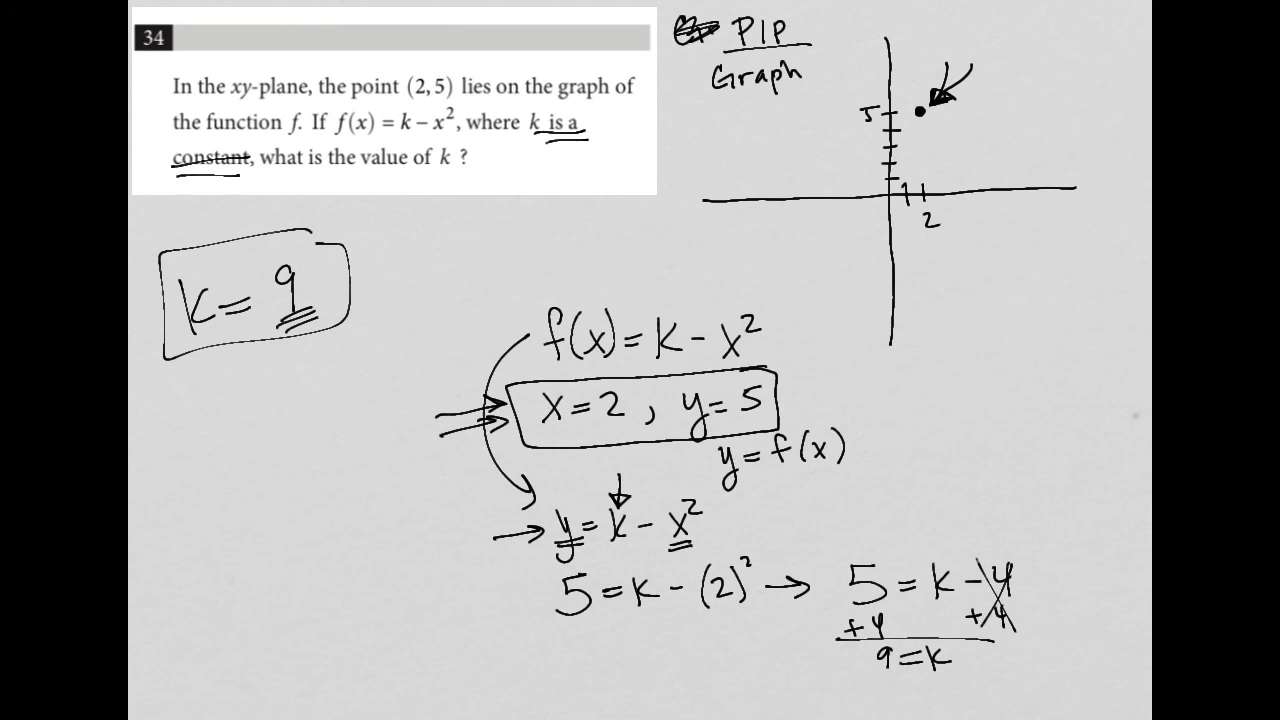 34
In the xy-plane, the point (2, 5) lies on the graph of
the function f. If f(x) = k – x², where k is a
constant, what is the value of k ?
PIP
Graph
5
1
2
k = 9
f(x) = k - x²
x = 2 , y = 5
y = f(x)
y = k - x²
5 = k - (2)² → 5 = k - 4
+4 +4
9 = k